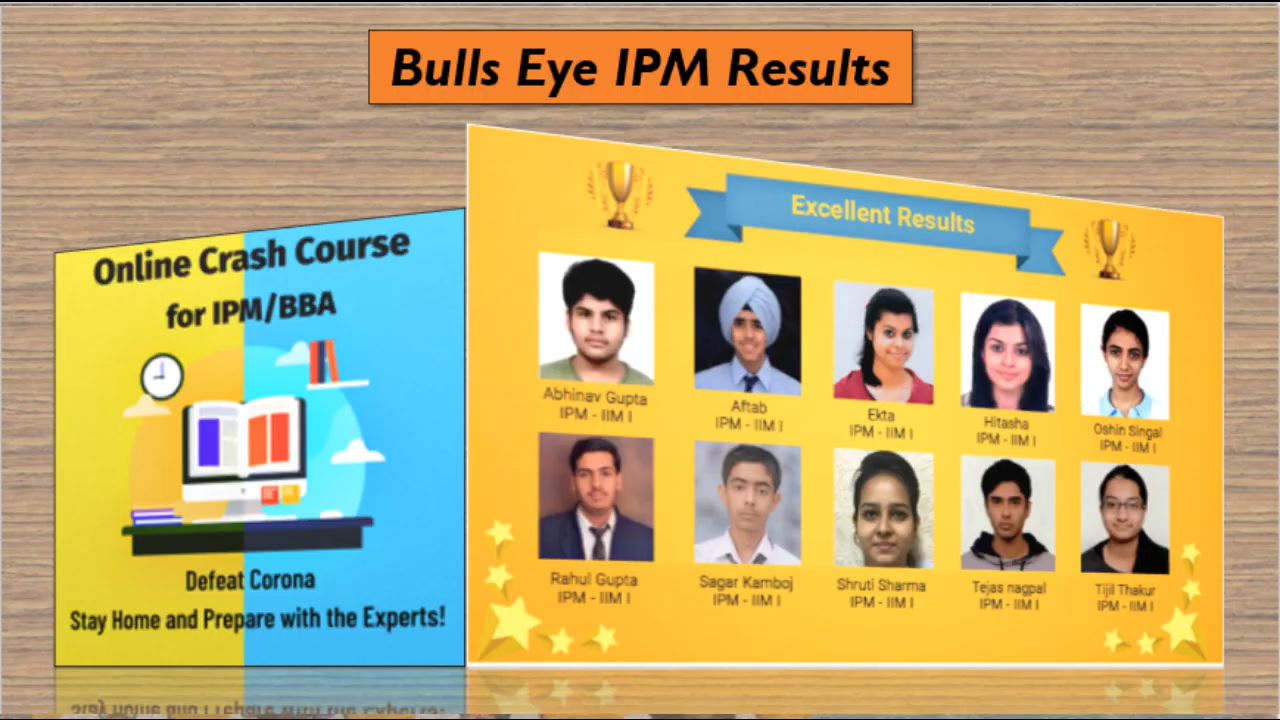 Bulls Eye IPM Results
Online Crash Course
for IPM/BBA
Defeat Corona
Stay Home and Prepare with the Experts!
Excellent Results
Abhinav Gupta
IPM - IIM I
Aftab
IPM - IIM I
Ekta
IPM - IIM I
Hitasha
IPM - IIM I
Oshin Singal
IPM - IIM I
Rahul Gupta
IPM - IIM I
Sagar Kamboj
IPM - IIM I
Shruti Sharma
IPM - IIM I
Tejas nagpal
IPM - IIM I
Tijil Thakur
IPM - IIM I